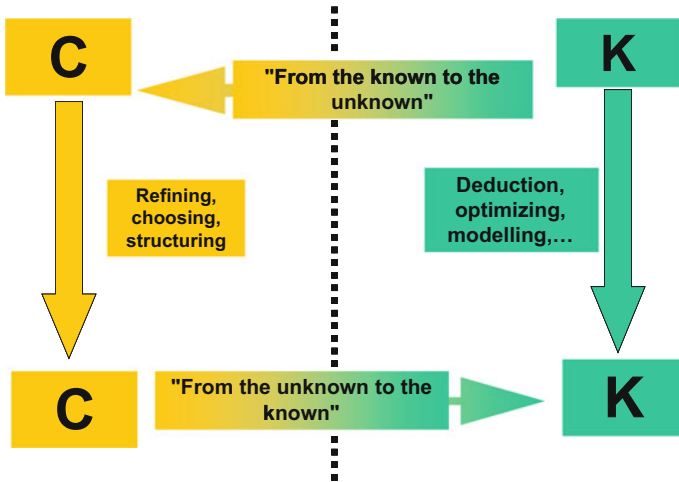 C
"From the known to the
unknown"
K
Refining,
choosing,
structuring
Deduction,
optimizing,
modelling,...
C
"From the unknown to the
known"
K